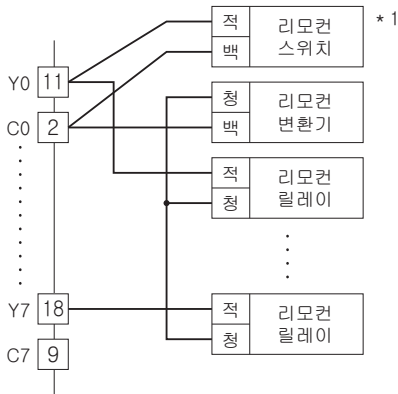 적 리모컨 스위치 * 1
백
Y0 11
청 리모컨 변환기
C0 2
백
적 리모컨 릴레이
청
Y7 18
적 리모컨 릴레이
청
C7 9